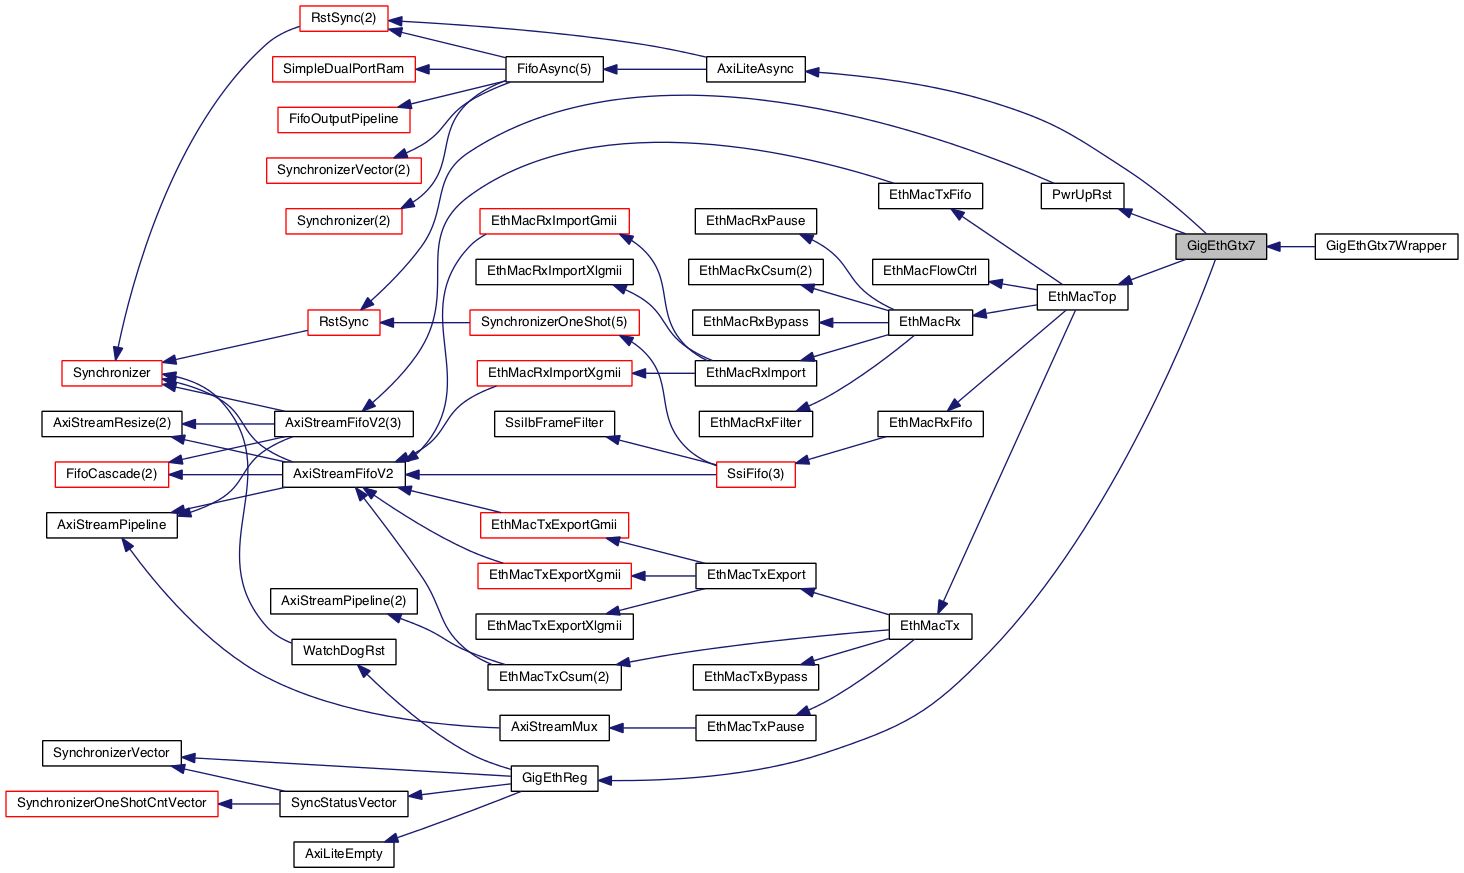 RstSync(2)
SimpleDualPortRam
FifoAsync(5)
AxiLiteAsync
FifoOutputPipeline
SynchronizerVector(2)
Synchronizer(2)
EthMacTxFifo
PwrUpRst
EthMacRxImportGmii
EthMacRxPause
GigEthGtx7
GigEthGtx7Wrapper
EthMacRxImportXlgmii
EthMacRxCsum(2)
EthMacFlowCtrl
EthMacTop
RstSync
SynchronizerOneShot(5)
EthMacRxBypass
EthMacRx
Synchronizer
EthMacRxImportXgmii
EthMacRxImport
AxiStreamResize(2)
AxiStreamFifoV2(3)
SsiIbFrameFilter
EthMacRxFilter
EthMacRxFifo
FifoCascade(2)
AxiStreamFifoV2
SsiFifo(3)
AxiStreamPipeline
EthMacTxExportGmii
EthMacTxExportXgmii
EthMacTxExport
AxiStreamPipeline(2)
EthMacTxExportXlgmii
EthMacTx
WatchDogRst
EthMacTxCsum(2)
EthMacTxBypass
AxiStreamMux
EthMacTxPause
SynchronizerVector
GigEthReg
SynchronizerOneShotCntVector
SyncStatusVector
AxiLiteEmpty